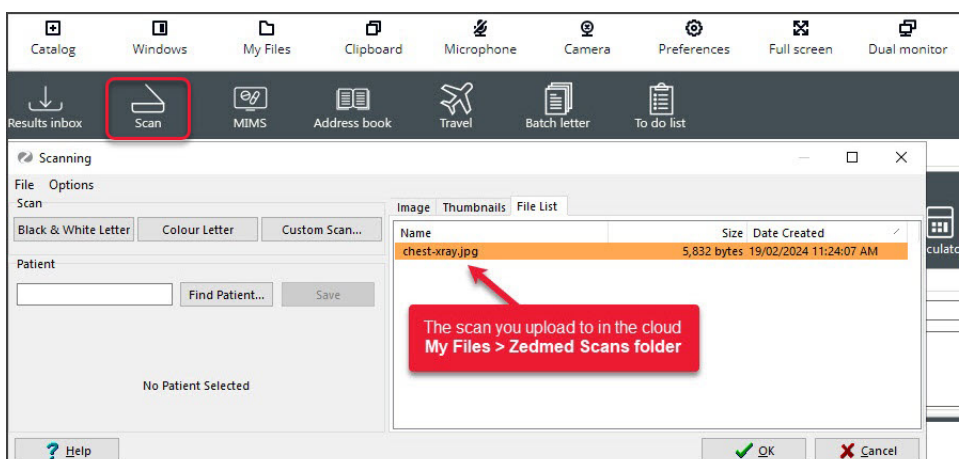 Catalog Windows My Files Clipboard Microphone Camera Preferences Full screen Dual monitor
Results inbox Scan MIMS Address book Travel Batch letter To do list
Scanning
File Options
Scan
Image Thumbnails File List
Black & White Letter Colour Letter Custom Scan...
Name Size Date Created
chest-xray.jpg 5,832 bytes 19/02/2024 11:24:07 AM
Patient
Find Patient... Save
The scan you upload to in the cloud
My Files > Zedmed Scans folder
No Patient Selected
? Help OK Cancel